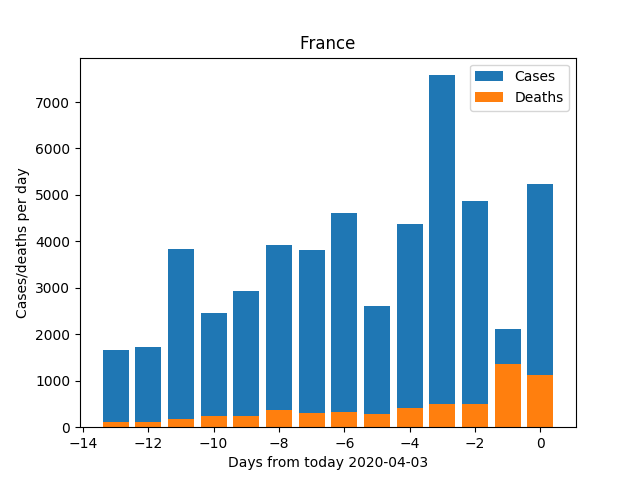 France
Cases
Deaths
Cases/deaths per day
7000
6000
5000
4000
3000
2000
1000
0
−14 −12 −10 −8 −6 −4 −2 0
Days from today 2020-04-03